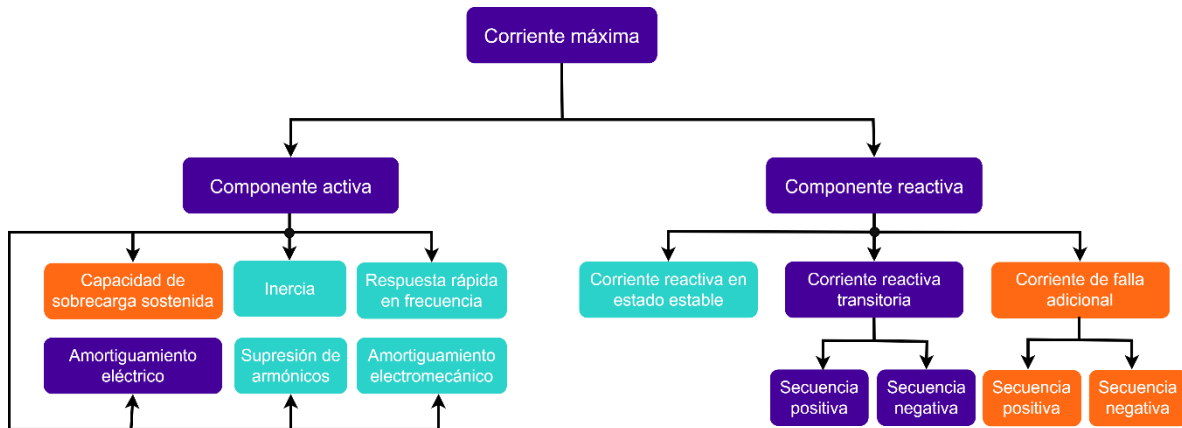 Corriente máxima
Componente activa
Componente reactiva
Capacidad de
sobrecarga sostenida
Inercia
Respuesta rápida
en frecuencia
Corriente reactiva en
estado estable
Corriente reactiva
transitoria
Corriente de falla
adicional
Amortiguamiento
eléctrico
Supresión de
armónicos
Amortiguamiento
electromecánico
Secuencia
positiva
Secuencia
negativa
Secuencia
positiva
Secuencia
negativa